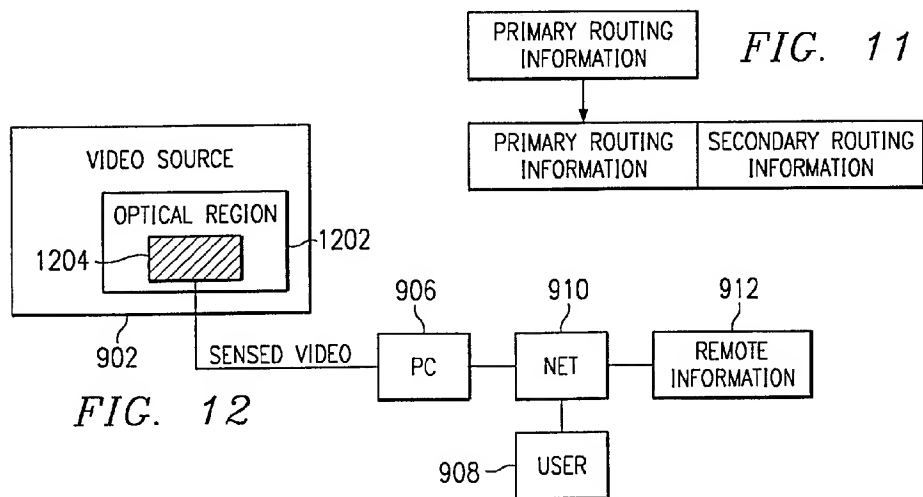 PRIMARY ROUTING
INFORMATION
FIG. 11
PRIMARY ROUTING
INFORMATION
SECONDARY ROUTING
INFORMATION
VIDEO SOURCE
OPTICAL REGION
1202
1204
902
SENSED VIDEO
906
PC
910
NET
912
REMOTE
INFORMATION
908
USER
FIG. 12